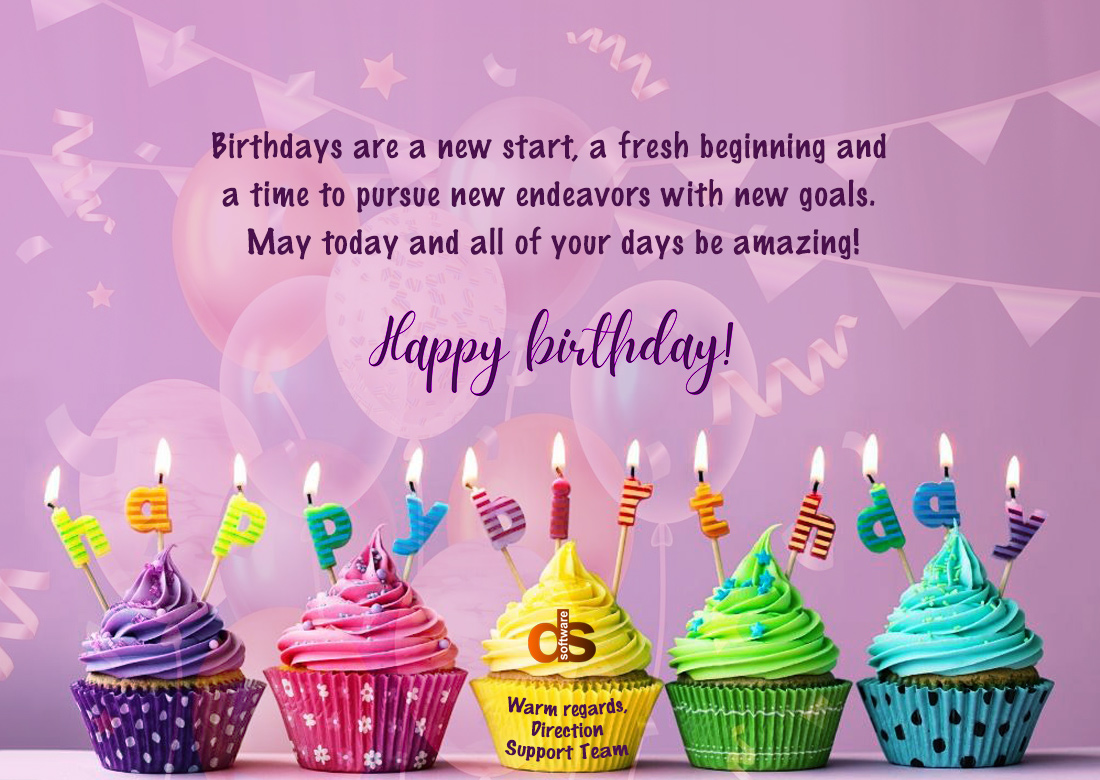 Birthdays are a new start, a fresh beginning and
a time to pursue new endeavors with new goals.
May today and all of your days be amazing!
Happy birthday!
happy birthday
ds
software
Warm regards,
Direction
Support Team